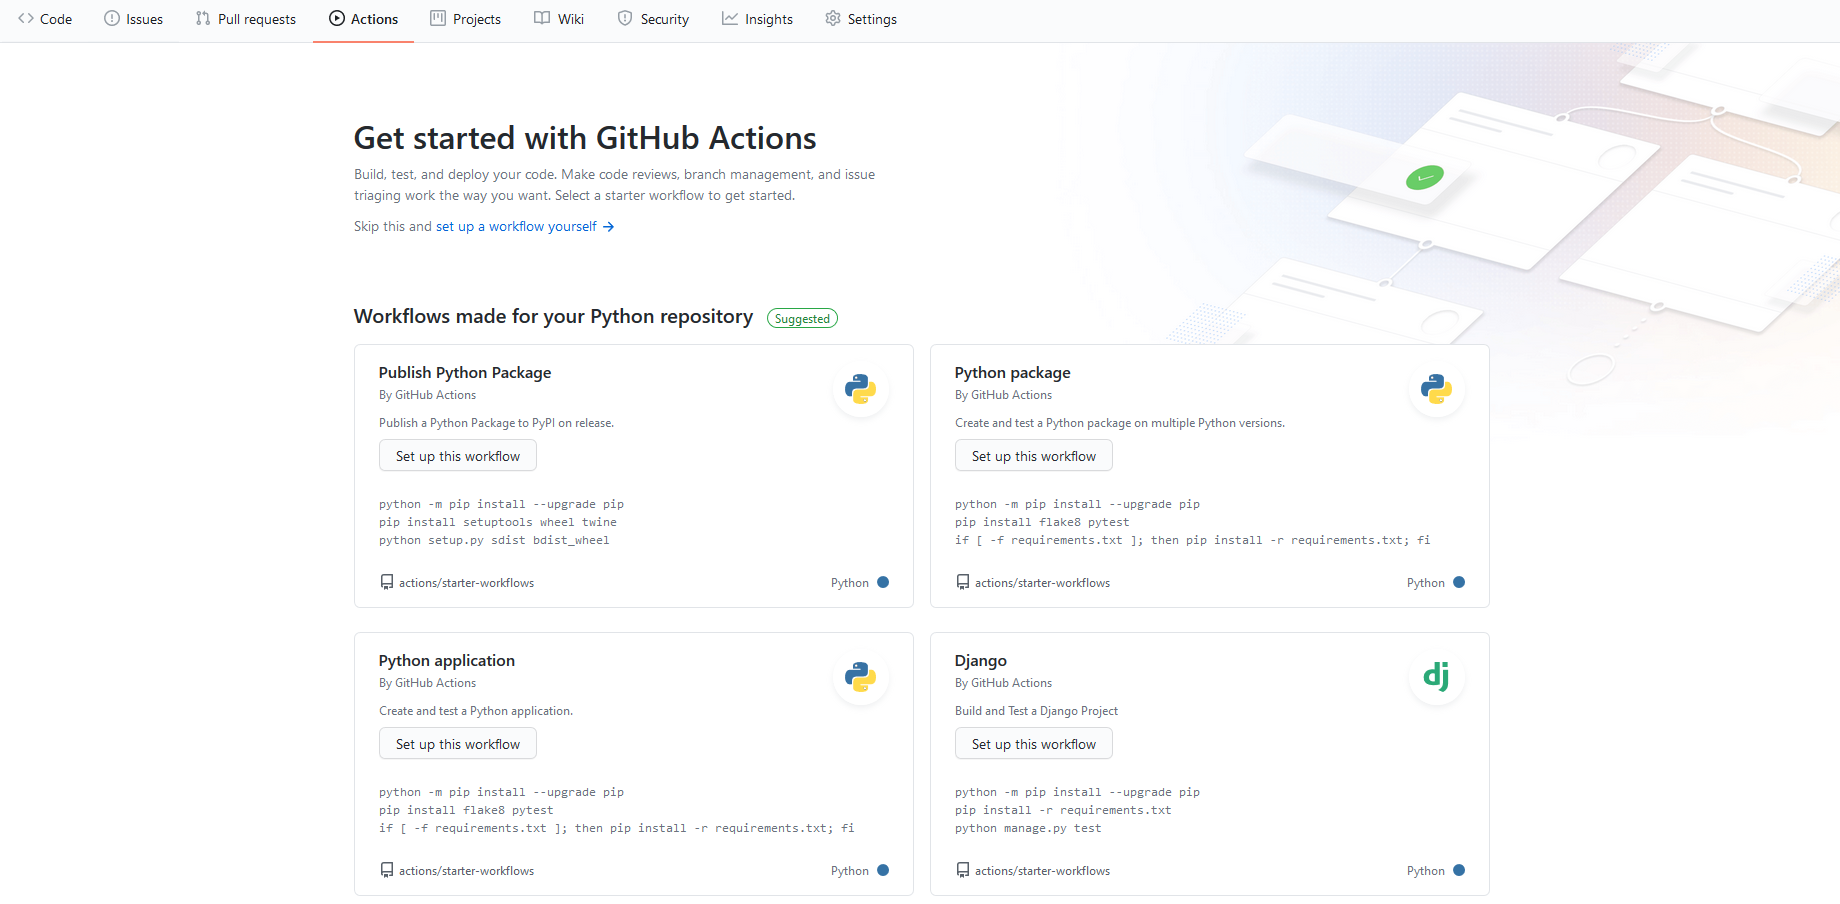 Code Issues Pull requests Actions Projects Wiki Security Insights Settings
Get started with GitHub Actions
Build, test, and deploy your code. Make code reviews, branch management, and issue
triaging work the way you want. Select a starter workflow to get started.
Skip this and set up a workflow yourself →
Workflows made for your Python repository Suggested
Publish Python Package
By GitHub Actions
Publish a Python Package to PyPI on release.
Set up this workflow
python -m pip install --upgrade pip
pip install setuptools wheel twine
python setup.py sdist bdist_wheel
actions/starter-workflows Python
Python package
By GitHub Actions
Create and test a Python package on multiple Python versions.
Set up this workflow
python -m pip install --upgrade pip
pip install flake8 pytest
if [ -f requirements.txt ]; then pip install -r requirements.txt; fi
actions/starter-workflows Python
Python application
By GitHub Actions
Create and test a Python application.
Set up this workflow
python -m pip install --upgrade pip
pip install flake8 pytest
if [ -f requirements.txt ]; then pip install -r requirements.txt; fi
actions/starter-workflows Python
Django
By GitHub Actions
Build and Test a Django Project
Set up this workflow
python -m pip install --upgrade pip
pip install -r requirements.txt
python manage.py test
actions/starter-workflows Python
dj